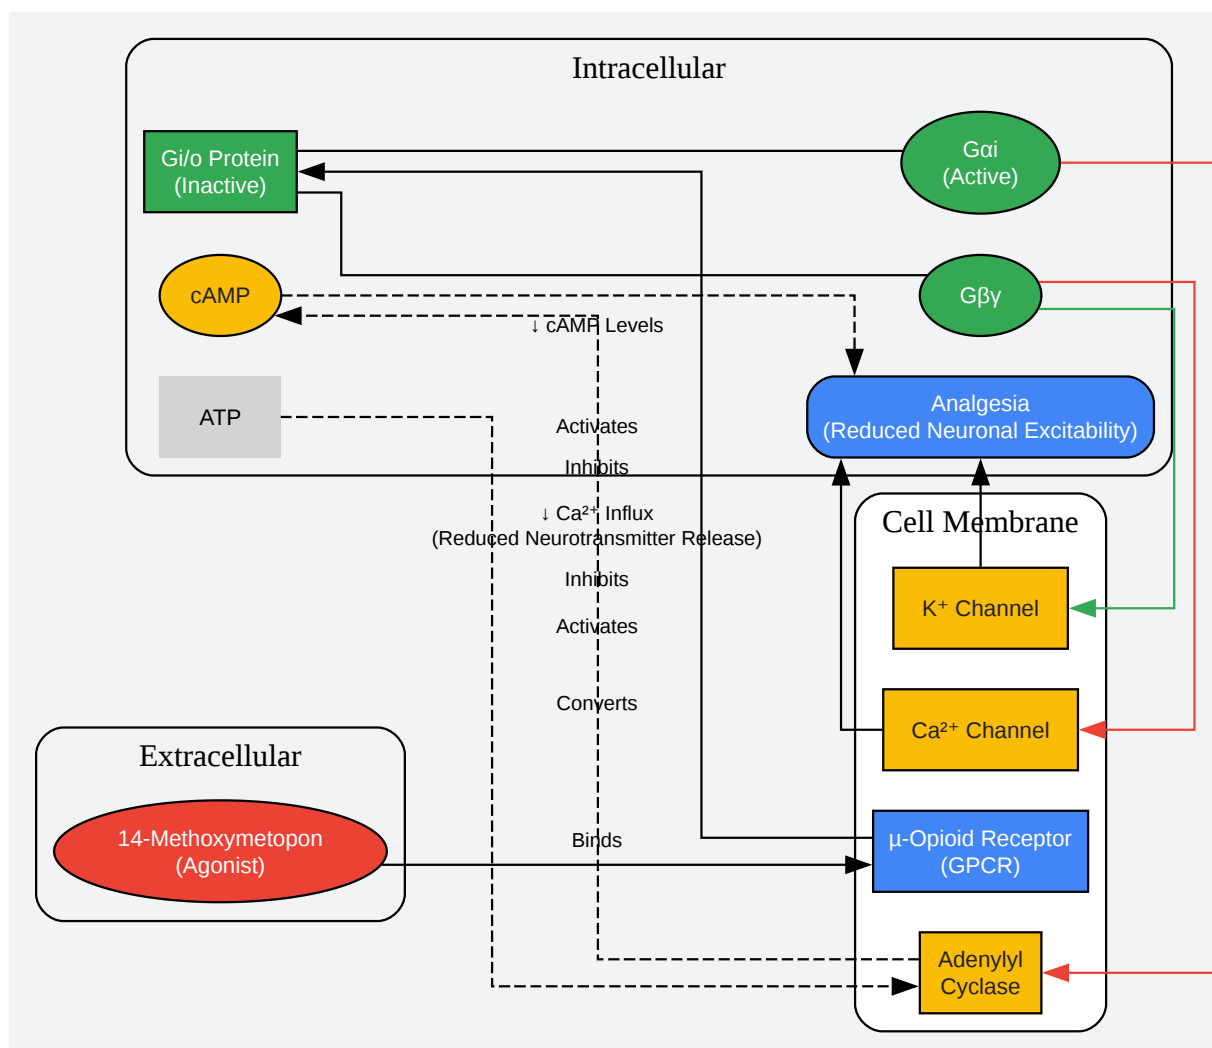 Intracellular
Gi/o Protein
(Inactive)
Gαi
(Active)
cAMP
Gβγ
↓ cAMP Levels
ATP
Analgesia
(Reduced Neuronal Excitability)
Activates
Inhibits
↓ Ca²⁺ Influx
(Reduced Neurotransmitter Release)
Cell Membrane
Inhibits
K⁺ Channel
Activates
Converts
Ca²⁺ Channel
Extracellular
14-Methoxymetopon
(Agonist)
Binds
μ-Opioid Receptor
(GPCR)
Adenylyl
Cyclase